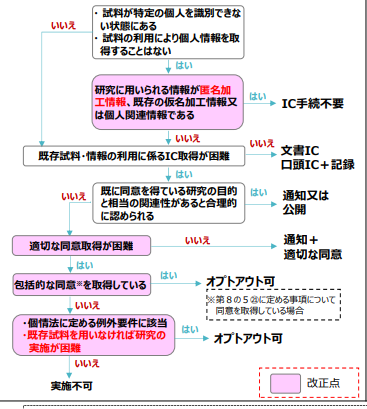 ・試料が特定の個人を識別できな
い状態にある
・試料の利用により個人情報を取
得することはない
いいえ
はい
研究に用いられる情報が匿名加
工情報、既存の仮名加工情報又
は個人関連情報である
はい
IC手続不要
いいえ
既存試料・情報の利用に係るIC取得が困難
いいえ
文書IC
口頭IC＋記録
はい
既に同意を得ている研究の目的
と相当の関連性があると合理的
に認められる
はい
通知又は
公開
いいえ
適切な同意取得が困難
いいえ
通知＋
適切な同意
はい
包括的な同意※を取得している
はい
オプトアウト可
※第８の５②に定める事項について
同意を取得している場合
いいえ
・個情法に定める例外要件に該当
・既存試料を用いなければ研究の
実施が困難
はい
オプトアウト可
いいえ
実施不可
改正点